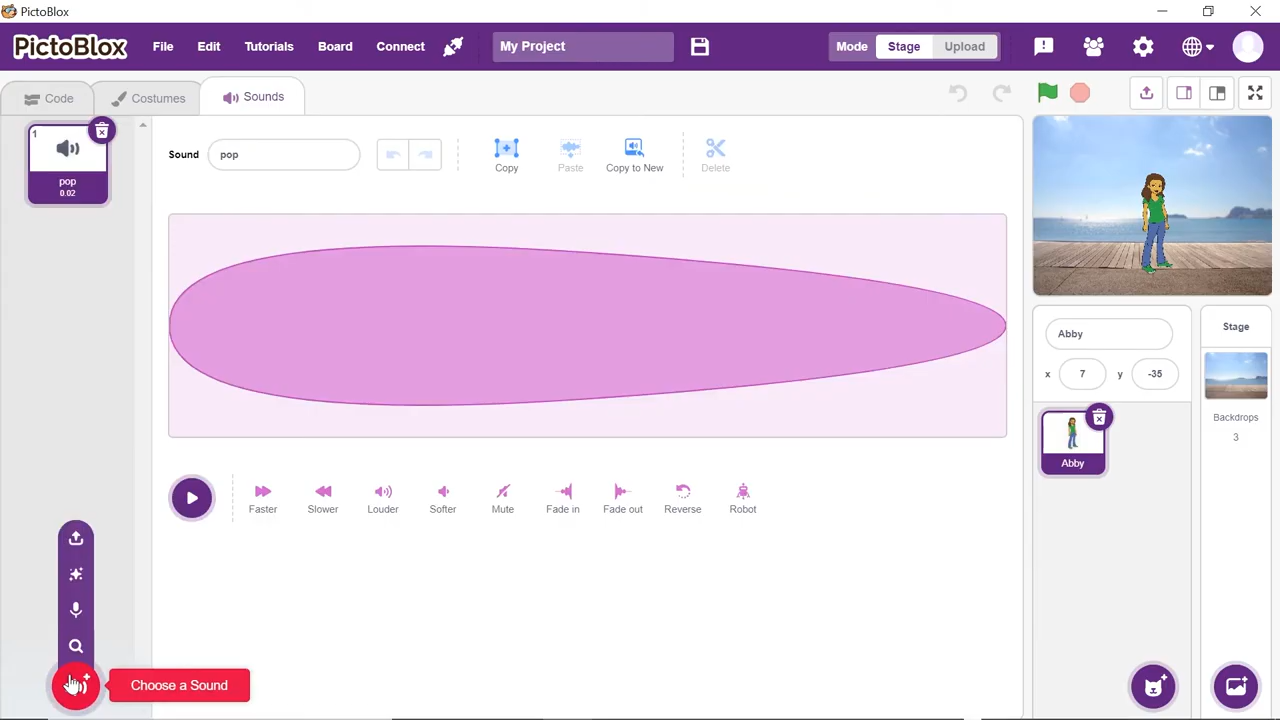 PictoBlox
PictoBlox File Edit Tutorials Board Connect My Project Mode Stage Upload
Code Costumes Sounds
1
pop
0.02
Sound pop Copy Paste Copy to New Delete
Faster Slower Louder Softer Mute Fade in Fade out Reverse Robot
Choose a Sound
Abby
x 7 y -35
Abby
Stage
Backdrops
3